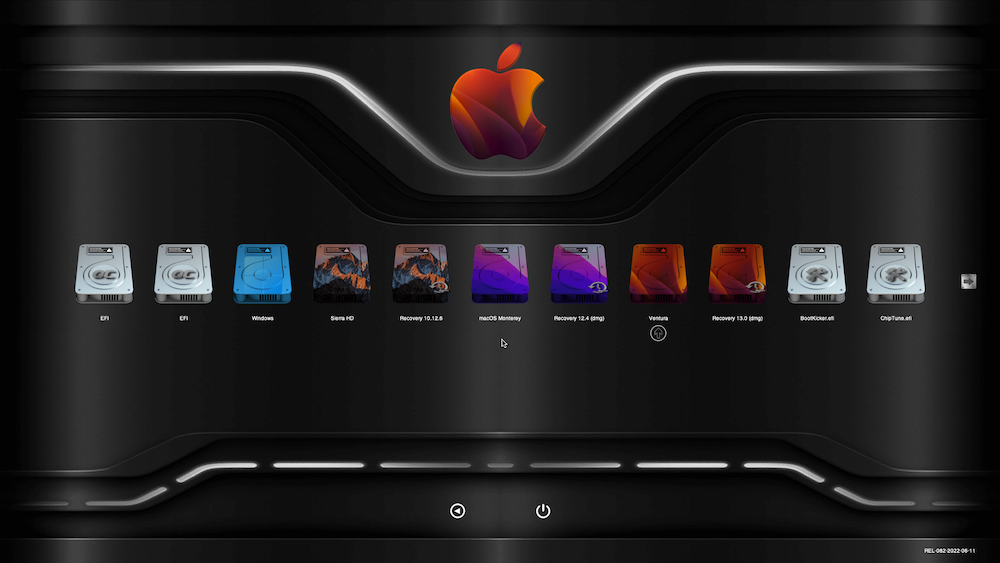 EFI
EFI
Windows
Sierra HD
Recovery 10.12.6
macOS Monterey
Recovery 12.4 (dmg)
Ventura
Recovery 13.0 (dmg)
BootKicker.efi
ChipTune.efi
REL-082-2022-08-11